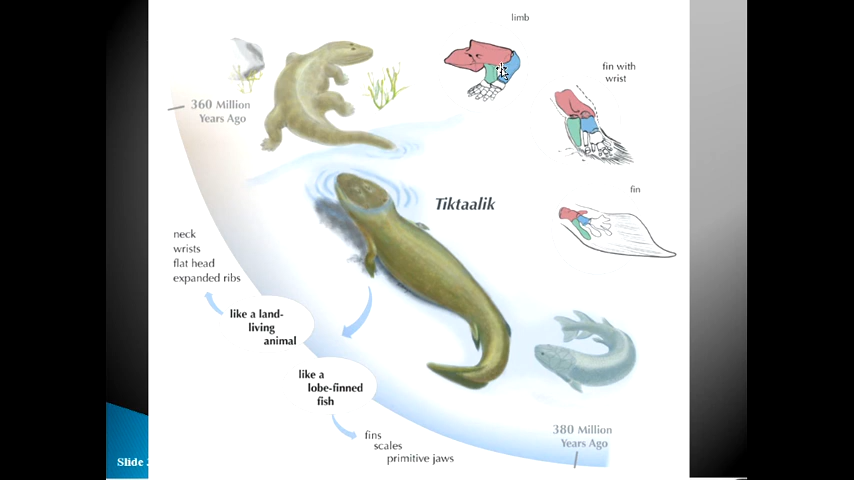 limb
fin with
wrist
360 Million
Years Ago
fin
Tiktaalik
neck
wrists
flat head
expanded ribs
like a land-
living
animal
like a
lobe-finned
fish
fins
scales
primitive jaws
380 Million
Years Ago
Slide